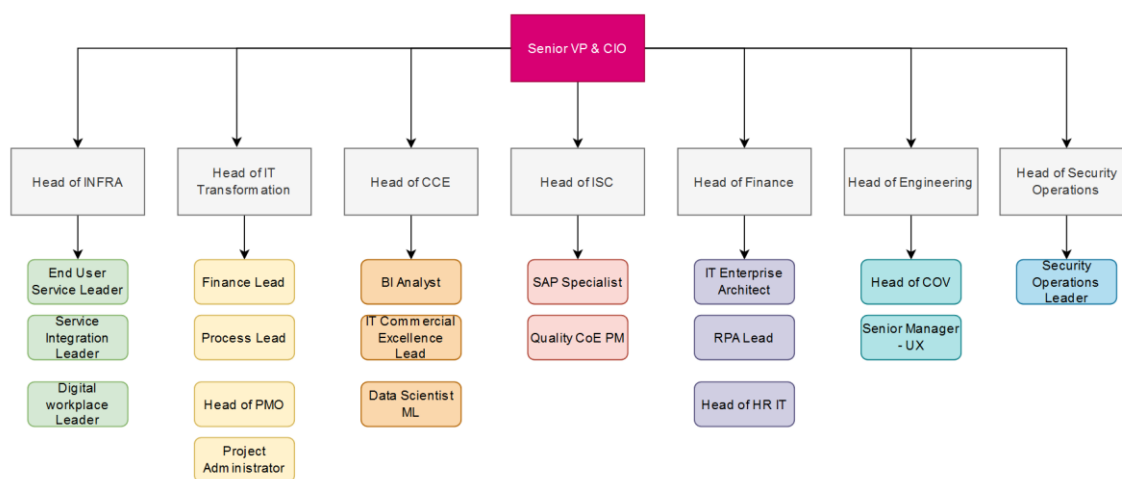 Senior VP & CIO
Head of INFRA
Head of IT
Transformation
Head of CCE
Head of ISC
Head of Finance
Head of Engineering
Head of Security
Operations
End User
Service Leader
Service
Integration
Leader
Digital
workplace
Leader
Finance Lead
Process Lead
Head of PMO
Project
Administrator
BI Analyst
IT Commercial
Excellence
Lead
Data Scientist
ML
SAP Specialist
Quality CoE PM
IT Enterprise
Architect
RPA Lead
Head of HR IT
Head of COV
Senior Manager
- UX
Security
Operations
Leader